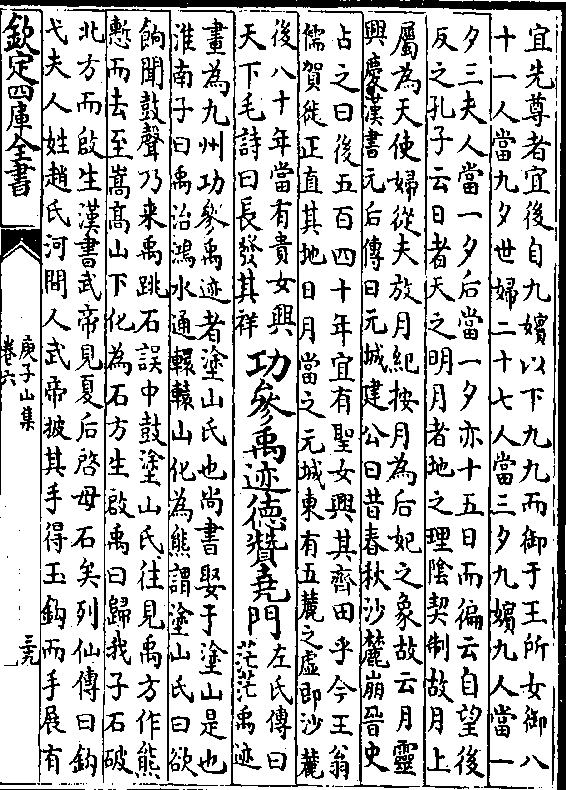 宜先尊者宜後自九嬪以下九九而御于王所女御八
十一人當九夕世婦二十七人當三夕九嬪九人當一
夕三夫人當一夕后當一夕亦十五日而徧云自望後
反之孔子云日者天之明月者地之理陰契制故月上
屬為天使婦從夫放月紀按月為后妃之象故云月靈
興慶漢書元后傳曰元城建公曰昔春秋沙麓崩晉史
占之曰後五百四十年宜有聖女興其齊田乎今王翁
儒賀徙正直其地日月當之元城東有五麓之虛即沙麓
後八十年當有貴女興
天下毛詩曰長發其祥
功參禹迹德贊堯門
左氏傳曰
茫茫禹迹
畫為九州功參禹迹者塗山氏也尚書娶于塗山是也
淮南子曰禹治鴻水通轘轅山化為熊謂塗山氏曰欲
餉聞鼓聲乃来禹跳石誤中鼓塗山氏往見禹方作熊
慙而去至嵩髙山下化為石方生啟禹曰歸我子石破
北方而啟生漢書武帝見夏后啓母石矣列仙傳曰鈎
弋夫人姓趙氏河間人武帝披其手得玉鈎而手展有
欽定四庫全書
庾子山集
卷六
三九